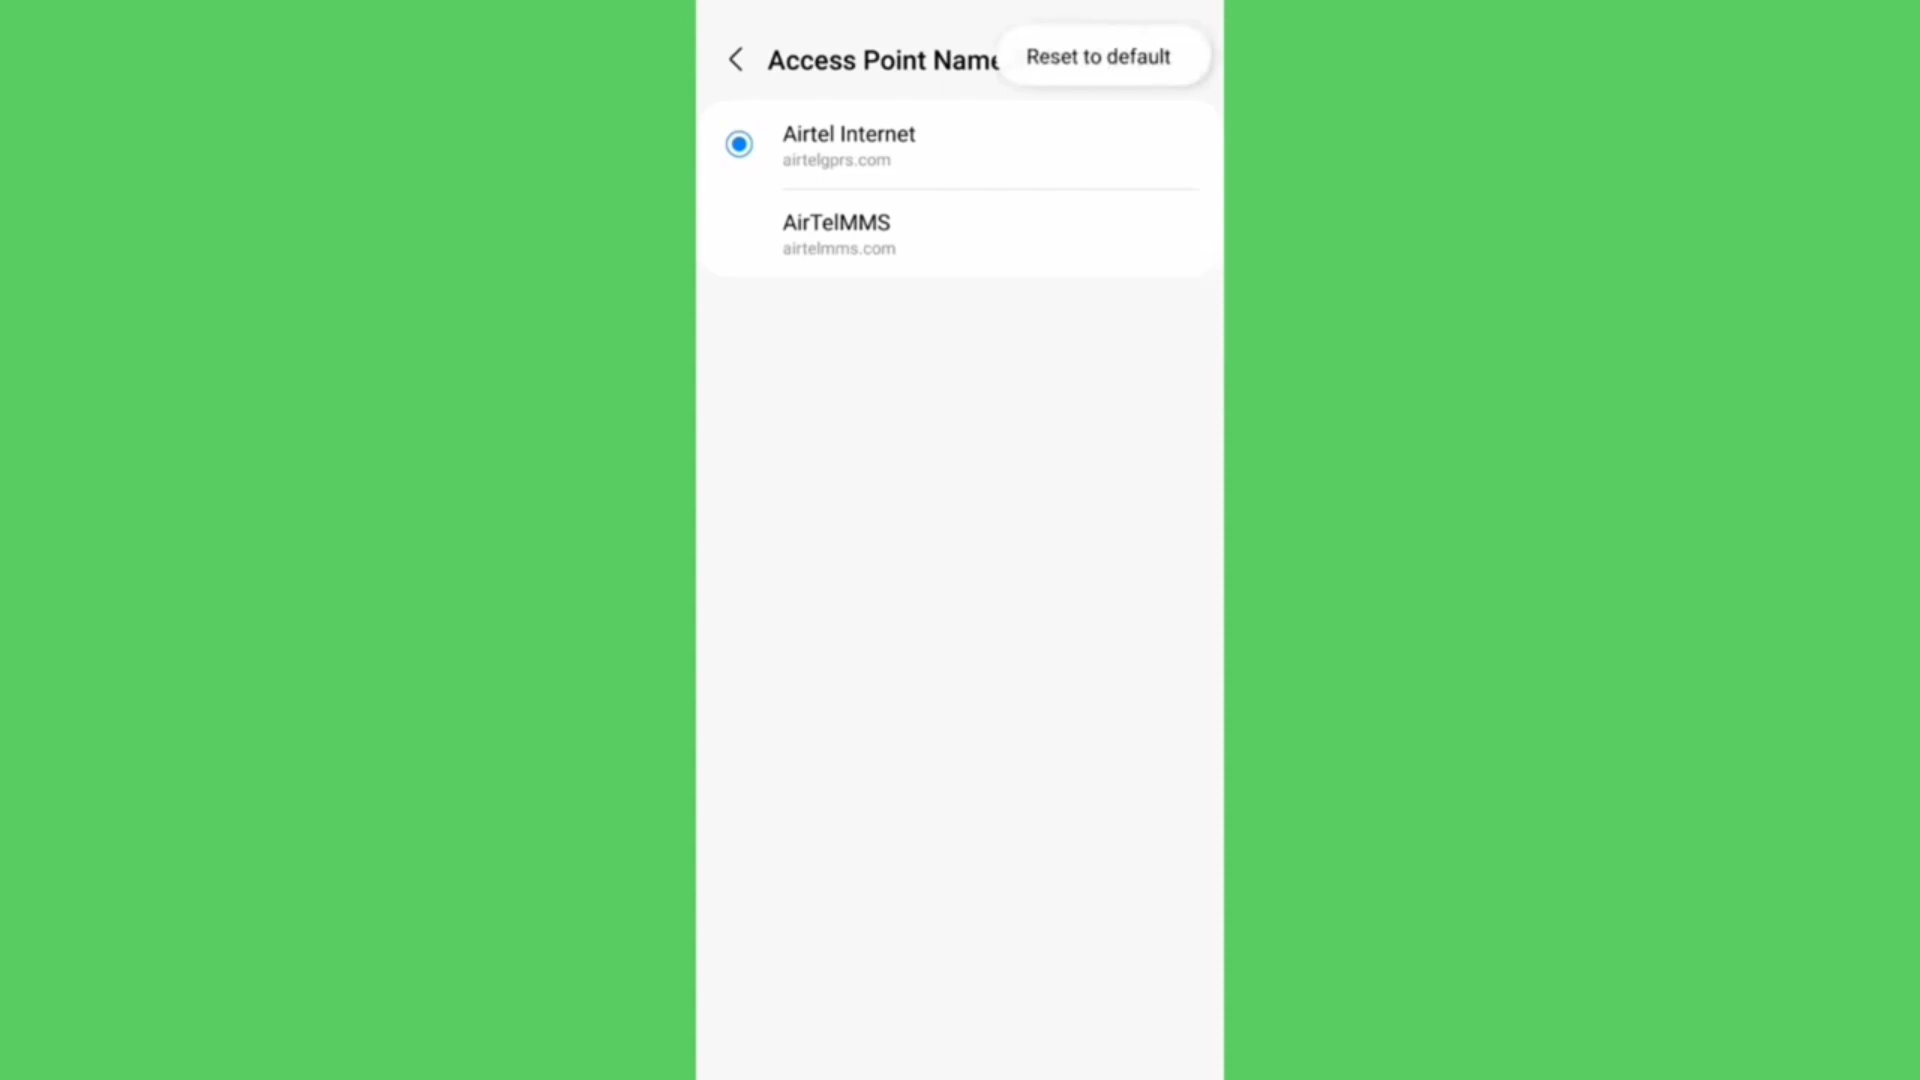 Access Point Name
Reset to default
Airtel Internet
airtelgprs.com
AirTelMMS
airtelmms.com